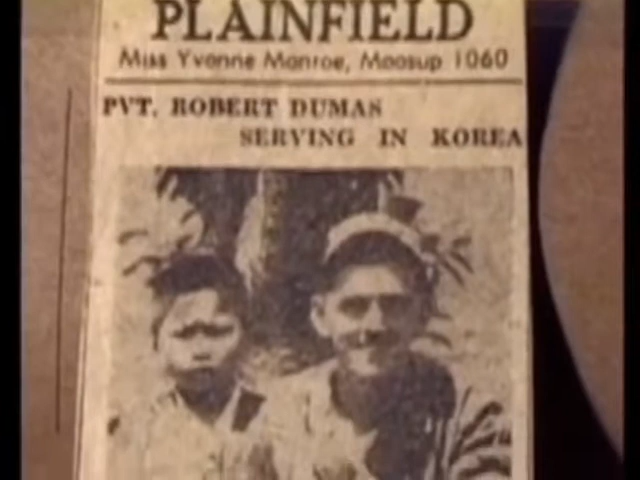 PLAINFIELD
Miss Yvonne Monroe, Moosup 1060
PVT. ROBERT DUMAS
SERVING IN KOREA